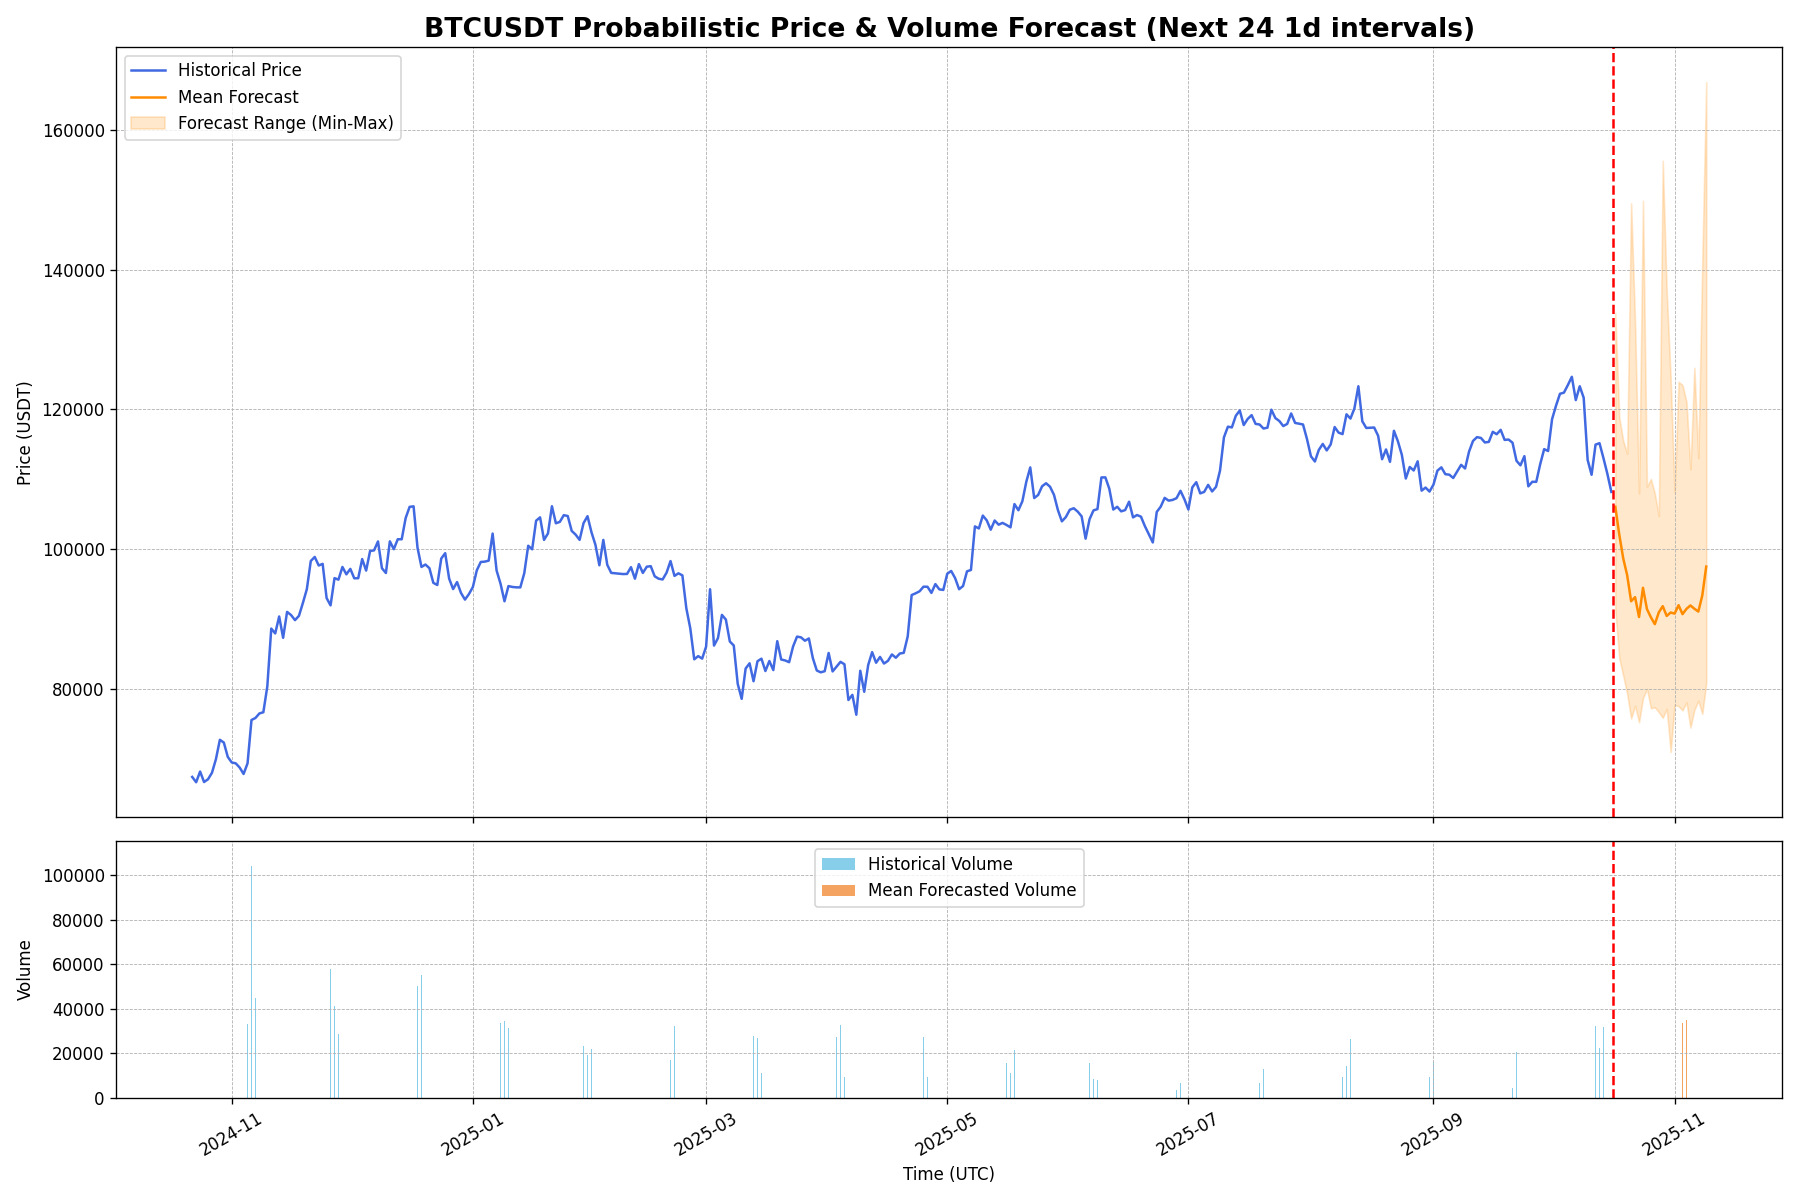 BTCUSDT Probabilistic Price & Volume Forecast (Next 24 1d intervals)
Historical Price
Mean Forecast
Forecast Range (Min-Max)
160000
140000
120000
100000
80000
Price (USDT)
Historical Volume
Mean Forecasted Volume
100000
80000
60000
40000
20000
0
Volume
2024-11
2025-01
2025-03
2025-05
2025-07
2025-09
2025-11
Time (UTC)